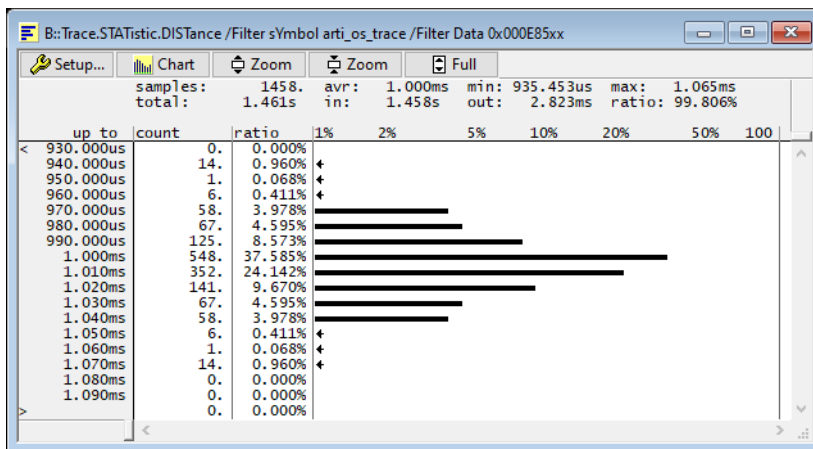 B::Trace.STATistic.DISTance /Filter sYmbol arti_os_trace /Filter Data 0x000E85xx
Setup... Chart Zoom Zoom Full
samples: 1458. avr: 1.000ms min: 935.453us max: 1.065ms
total: 1.461s in: 1.458s out: 2.823ms ratio: 99.806%
up to count ratio 1% 2% 5% 10% 20% 50% 100
< 930.000us 0. 0.000%
940.000us 14. 0.960%
950.000us 1. 0.068%
960.000us 6. 0.411%
970.000us 58. 3.978%
980.000us 67. 4.595%
990.000us 125. 8.573%
1.000ms 548. 37.585%
1.010ms 352. 24.142%
1.020ms 141. 9.670%
1.030ms 67. 4.595%
1.040ms 58. 3.978%
1.050ms 6. 0.411%
1.060ms 1. 0.068%
1.070ms 14. 0.960%
1.080ms 0. 0.000%
1.090ms 0. 0.000%
> 0. 0.000%